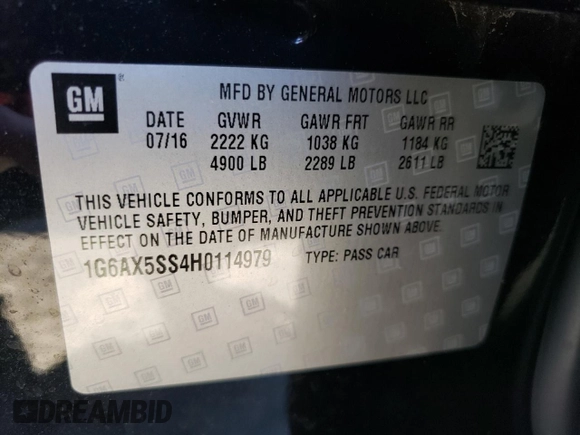 GM
MFD BY GENERAL MOTORS LLC
DATE GVWR GAWR FRT GAWR RR
07/16 2222 KG 1038 KG 1184 KG
4900 LB 2289 LB 2611 LB
THIS VEHICLE CONFORMS TO ALL APPLICABLE U.S. FEDERAL MOTOR
VEHICLE SAFETY, BUMPER, AND THEFT PREVENTION STANDARDS IN
EFFECT ON THE DATE OF MANUFACTURE SHOWN ABOVE.
1G6AX5SS4H0114979 TYPE: PASS CAR
DREAMBID